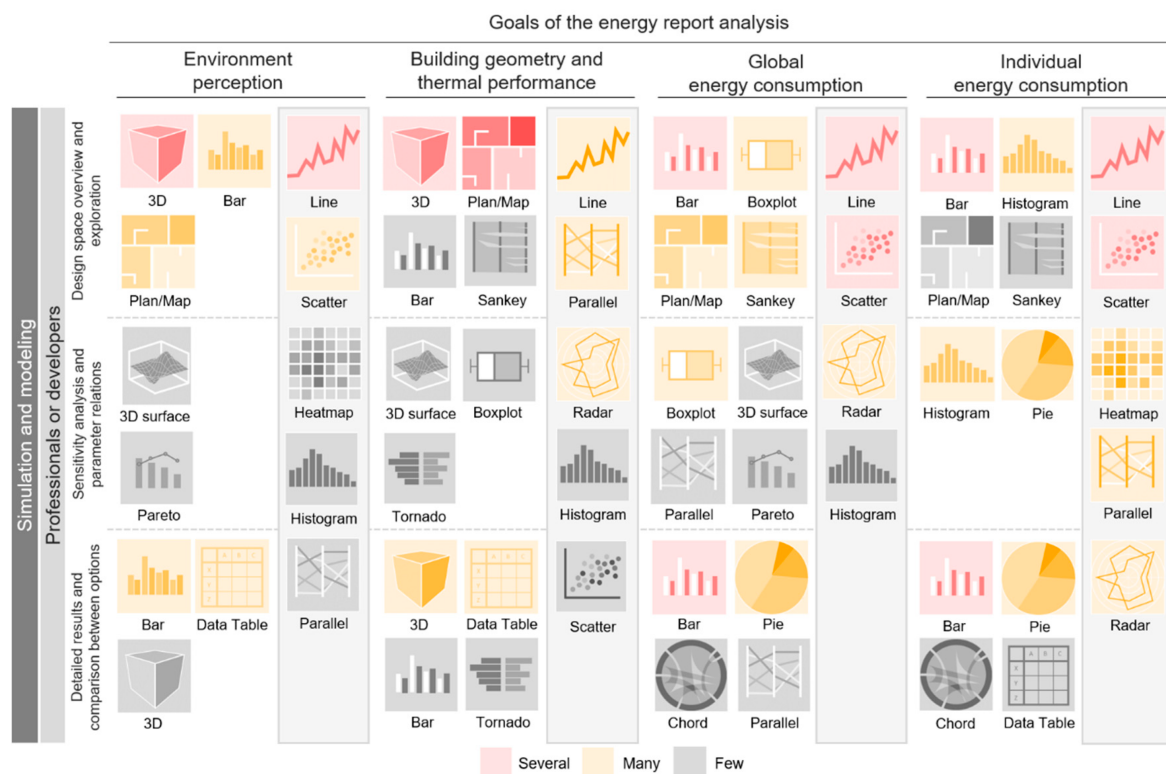 Goals of the energy report analysis
Environment
perception
Building geometry and
thermal performance
Global
energy consumption
Individual
energy consumption
Simulation and modeling
Professionals or developers
Design space overview and
exploration
3D
Bar
Line
3D
Plan/Map
Line
Bar
Boxplot
Line
Bar
Histogram
Line
Plan/Map
Scatter
Bar
Sankey
Parallel
Plan/Map
Sankey
Scatter
Plan/Map
Sankey
Scatter
Sensitivity analysis and
parameter relations
3D surface
Heatmap
3D surface
Boxplot
Radar
Boxplot
3D surface
Radar
Histogram
Pie
Heatmap
Pareto
Histogram
Tornado
Histogram
Parallel
Pareto
Histogram
Parallel
Detailed results and
comparison between options
Bar
A B C
X
Y
Z
Data Table
Parallel
3D
A B C
X
Y
Z
Data Table
Scatter
Bar
Pie
Bar
Pie
Radar
3D
Bar
Tornado
Chord
Parallel
Chord
A B C
X
Y
Z
Data Table
Several
Many
Few